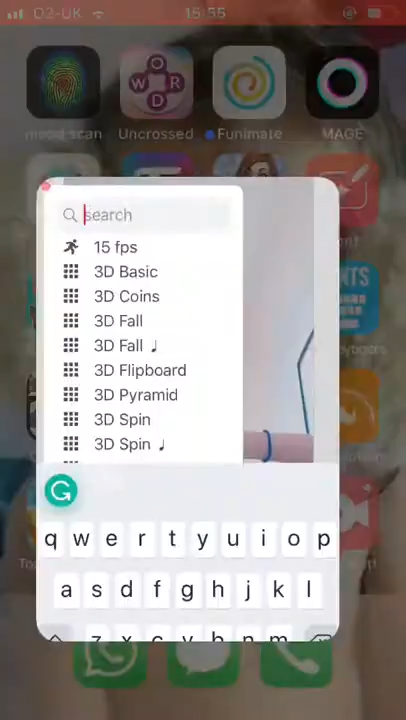 O2-UK 15:55
O
W R
D
mood scan Uncrossed Funimate MAGE
search
15 fps
3D Basic
3D Coins
3D Fall
3D Fall ♩
3D Flipboard
3D Pyramid
3D Spin
3D Spin ♩
G
q w e r t y u i o p
a s d f g h j k l
z x c v b n m